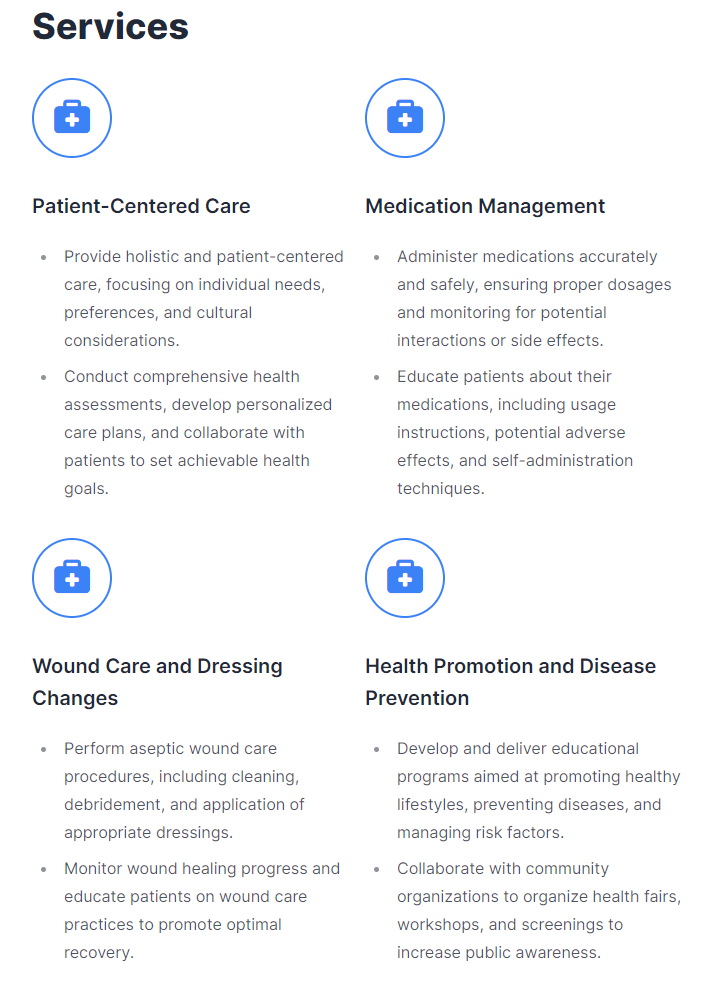 Services
Patient-Centered Care
Provide holistic and patient-centered
care, focusing on individual needs,
preferences, and cultural
considerations.
Conduct comprehensive health
assessments, develop personalized
care plans, and collaborate with
patients to set achievable health
goals.
Medication Management
Administer medications accurately
and safely, ensuring proper dosages
and monitoring for potential
interactions or side effects.
Educate patients about their
medications, including usage
instructions, potential adverse
effects, and self-administration
techniques.
Wound Care and Dressing
Changes
Perform aseptic wound care
procedures, including cleaning,
debridement, and application of
appropriate dressings.
Monitor wound healing progress and
educate patients on wound care
practices to promote optimal
recovery.
Health Promotion and Disease
Prevention
Develop and deliver educational
programs aimed at promoting healthy
lifestyles, preventing diseases, and
managing risk factors.
Collaborate with community
organizations to organize health fairs,
workshops, and screenings to
increase public awareness.